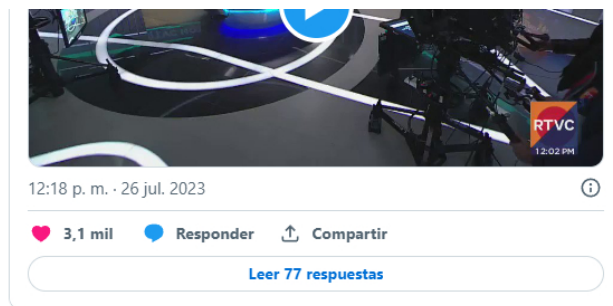 RTVC
12:02 PM
12:18 p. m. · 26 jul. 2023
3,1 mil Responder Compartir
Leer 77 respuestas